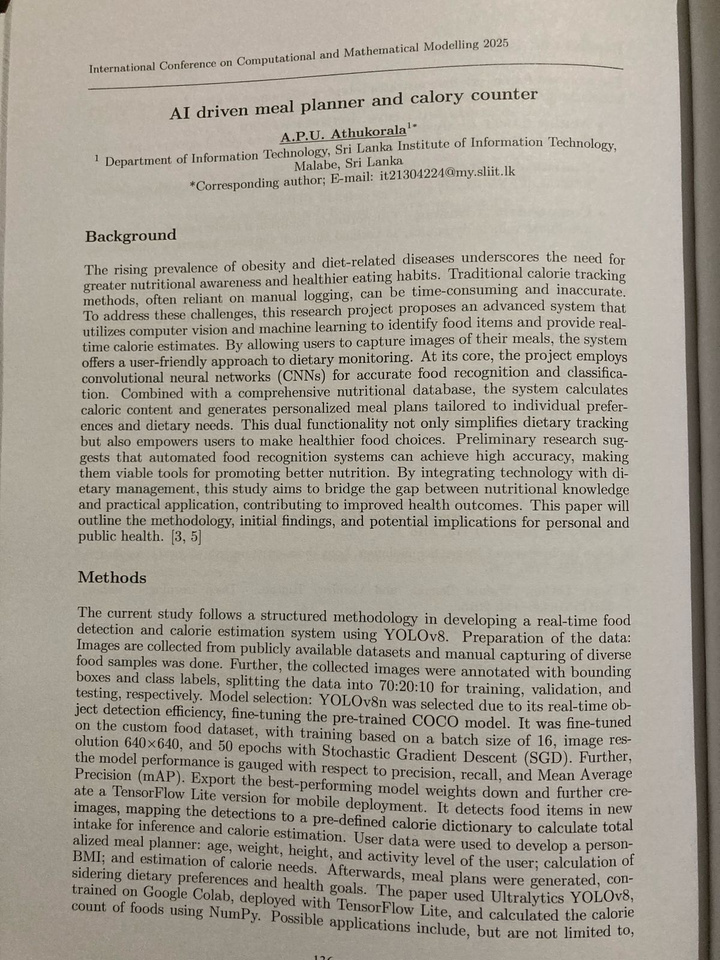 International Conference on Computational and Mathematical Modelling 2025
AI driven meal planner and calory counter
A.P.U. Athukorala¹*
¹ Department of Information Technology, Sri Lanka Institute of Information Technology,
Malabe, Sri Lanka
*Corresponding author; E-mail: it21304224@my.sliit.lk
Background
The rising prevalence of obesity and diet-related diseases underscores the need for
greater nutritional awareness and healthier eating habits. Traditional calorie tracking
methods, often reliant on manual logging, can be time-consuming and inaccurate.
To address these challenges, this research project proposes an advanced system that
utilizes computer vision and machine learning to identify food items and provide real-
time calorie estimates. By allowing users to capture images of their meals, the system
offers a user-friendly approach to dietary monitoring. At its core, the project employs
convolutional neural networks (CNNs) for accurate food recognition and classifica-
tion. Combined with a comprehensive nutritional database, the system calculates
caloric content and generates personalized meal plans tailored to individual prefer-
ences and dietary needs. This dual functionality not only simplifies dietary tracking
but also empowers users to make healthier food choices. Preliminary research sug-
gests that automated food recognition systems can achieve high accuracy, making
them viable tools for promoting better nutrition. By integrating technology with di-
etary management, this study aims to bridge the gap between nutritional knowledge
and practical application, contributing to improved health outcomes. This paper will
outline the methodology, initial findings, and potential implications for personal and
public health. [3, 5]
Methods
The current study follows a structured methodology in developing a real-time food
detection and calorie estimation system using YOLOv8. Preparation of the data:
Images are collected from publicly available datasets and manual capturing of diverse
food samples was done. Further, the collected images were annotated with bounding
boxes and class labels, splitting the data into 70:20:10 for training, validation, and
testing, respectively. Model selection: YOLOv8n was selected due to its real-time ob-
ject detection efficiency, fine-tuning the pre-trained COCO model. It was fine-tuned
on the custom food dataset, with training based on a batch size of 16, image res-
olution 640×640, and 50 epochs with Stochastic Gradient Descent (SGD). Further,
the model performance is gauged with respect to precision, recall, and Mean Average
Precision (mAP). Export the best-performing model weights down and further cre-
ate a TensorFlow Lite version for mobile deployment. It detects food items in new
images, mapping the detections to a pre-defined calorie dictionary to calculate total
intake for inference and calorie estimation. User data were used to develop a person-
alized meal planner: age, weight, height, and activity level of the user; calculation of
BMI; and estimation of calorie needs. Afterwards, meal plans were generated, con-
sidering dietary preferences and health goals. The paper used Ultralytics YOLOv8,
trained on Google Colab, deployed with TensorFlow Lite, and calculated the calorie
count of foods using NumPy. Possible applications include, but are not limited to,